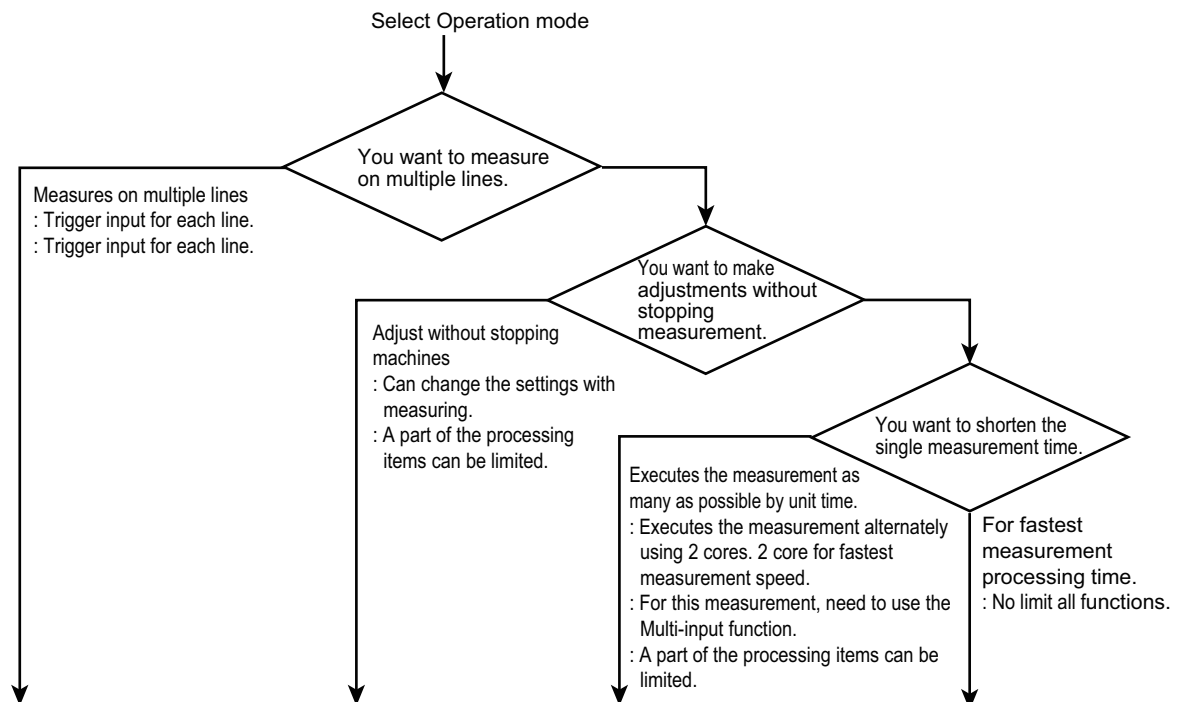 Select Operation mode
You want to measure
on multiple lines.
Measures on multiple lines
: Trigger input for each line.
: Trigger input for each line.
You want to make
adjustments without
stopping
measurement.
Adjust without stopping
machines
: Can change the settings with
measuring.
: A part of the processing
items can be limited.
You want to shorten the
single measurement time.
Executes the measurement as
many as possible by unit time.
: Executes the measurement alternately
using 2 cores. 2 core for fastest
measurement speed.
: For this measurement, need to use the
Multi-input function.
: A part of the processing items can be
limited.
For fastest
measurement
processing time.
: No limit all functions.